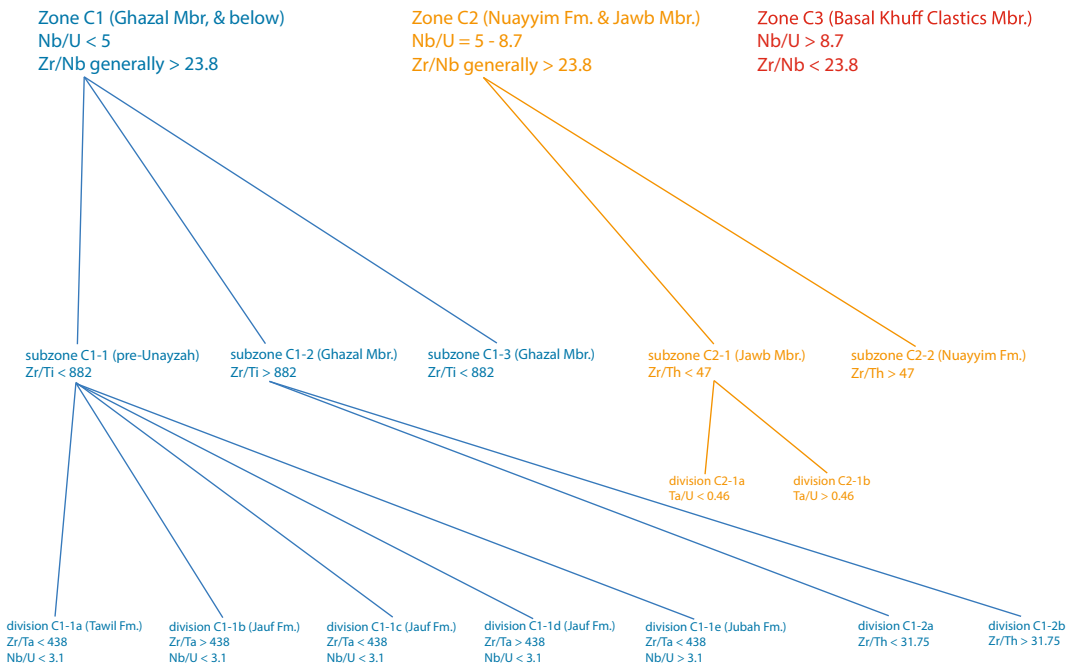 Zone C1 (Ghazal Mbr, & below)
Nb/U < 5
Zr/Nb generally > 23.8
Zone C2 (Nuayyim Fm. & Jawb Mbr.)
Nb/U = 5 - 8.7
Zr/Nb generally > 23.8
Zone C3 (Basal Khuff Clastics Mbr.)
Nb/U > 8.7
Zr/Nb < 23.8
subzone C1-1 (pre-Unayzah)
Zr/Ti < 882
subzone C1-2 (Ghazal Mbr.)
Zr/Ti > 882
subzone C1-3 (Ghazal Mbr.)
Zr/Ti < 882
subzone C2-1 (Jawb Mbr.)
Zr/Th < 47
subzone C2-2 (Nuayyim Fm.)
Zr/Th > 47
division C2-1a
Ta/U < 0.46
division C2-1b
Ta/U > 0.46
division C1-1a (Tawil Fm.)
Zr/Ta < 438
Nb/U < 3.1
division C1-1b (Jauf Fm.)
Zr/Ta > 438
Nb/U < 3.1
division C1-1c (Jauf Fm.)
Zr/Ta < 438
Nb/U < 3.1
division C1-1d (Jauf Fm.)
Zr/Ta > 438
Nb/U < 3.1
division C1-1e (Jubah Fm.)
Zr/Ta < 438
Nb/U > 3.1
division C1-2a
Zr/Th < 31.75
division C1-2b
Zr/Th > 31.75